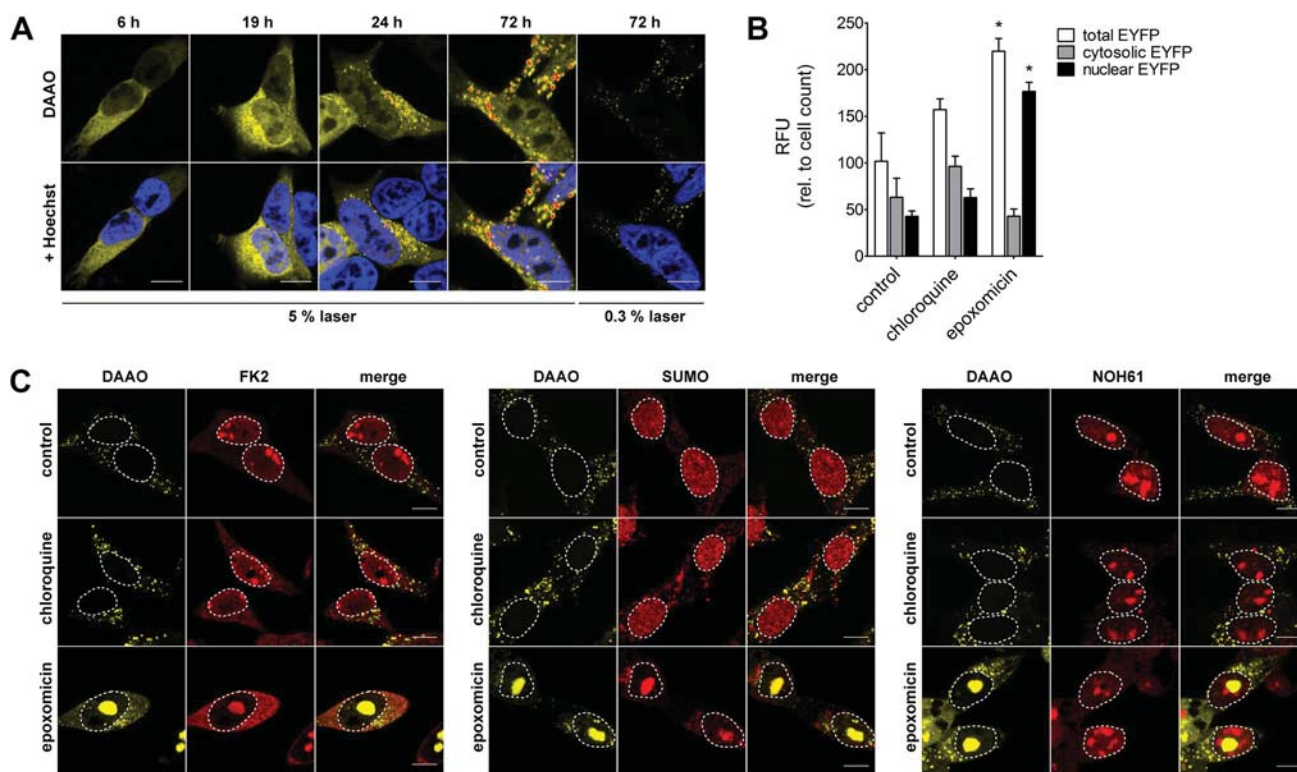 A
6 h 19 h 24 h 72 h 72 h
DAAO
+ Hoechst
5 % laser 0.3 % laser
B
RFU
(rel. to cell count)
250
200
150
100
50
0
* *
control chloroquine epoxomicin
total EYFP
cytosolic EYFP
nuclear EYFP
C
DAAO FK2 merge
control
chloroquine
epoxomicin
DAAO SUMO merge
control
chloroquine
epoxomicin
DAAO NOH61 merge
control
chloroquine
epoxomicin